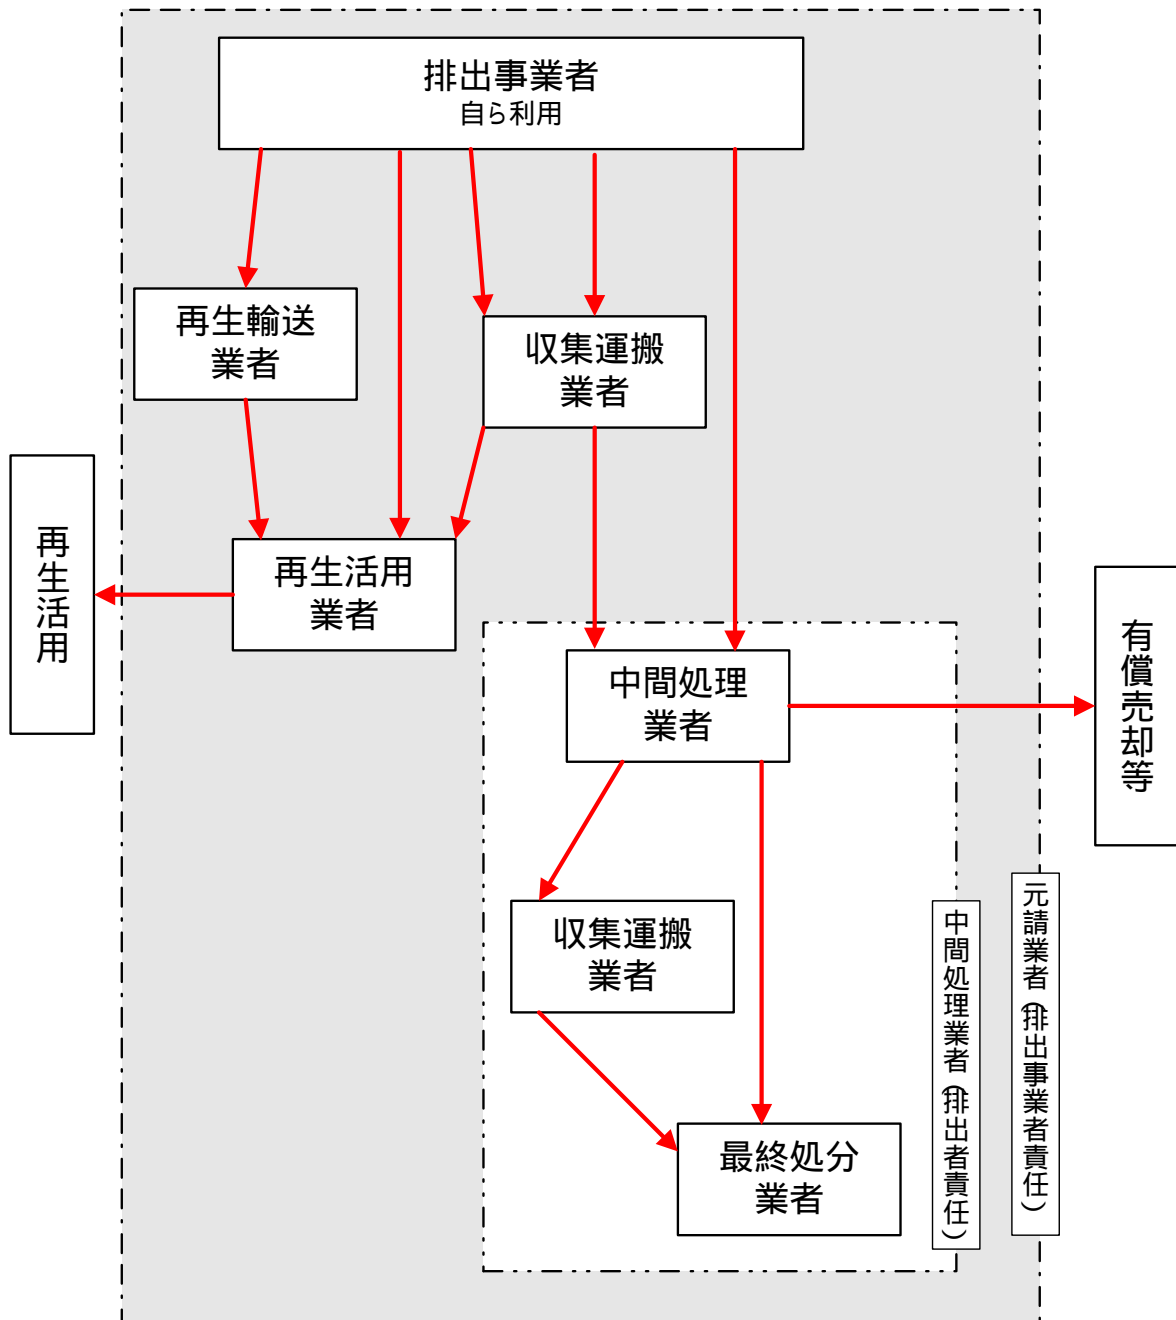 排出事業者
自ら利用
再生輸送
業者
収集運搬
業者
再生活用
再生活用
業者
中間処理
業者
有償売却等
収集運搬
業者
最終処分
業者
中間処理業者（排出者責任）
元請業者（排出事業者責任）